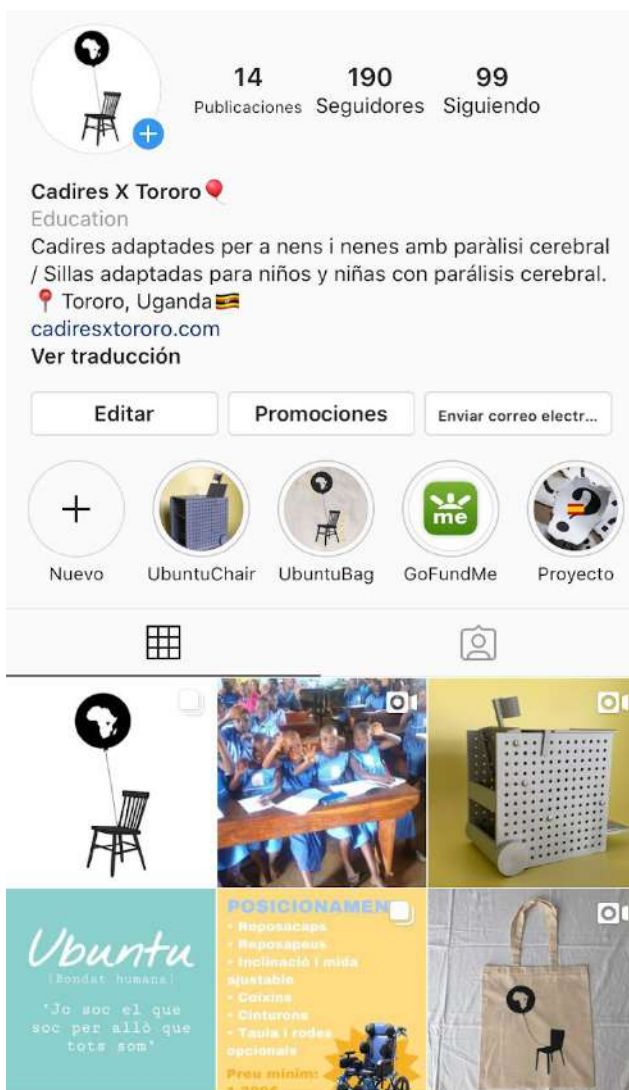 14 190 99
Publicaciones Seguidores Siguiendo
Cadires X Tororo🎈
Education
Cadires adaptades per a nens i nenes amb paràlisi cerebral
/ Sillas adaptadas para niños y niñas con parálisis cerebral.
📍 Tororo, Uganda🇺🇬
cadiresxtororo.com
Ver traducción
Editar Promociones Enviar correo electr...
Nuevo UbuntuChair UbuntuBag GoFundMe Proyecto
me
?
Ubuntu
[Bondat humana]
"Jo soc el que
soc per allò que
tots som"
POSICIONAMEN
• Reposacaps
• Reposapeus
• Inclinació i mida
ajustable
• Coixins
• Cinturons
• Taula i rodes
opcionals
Preu mínim: